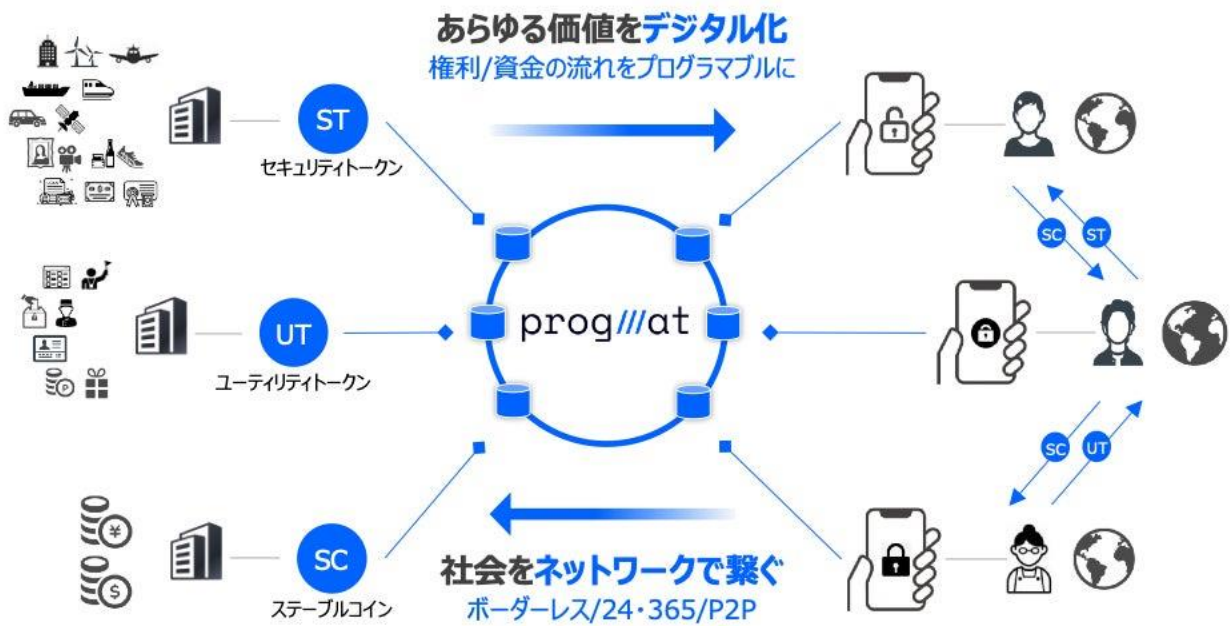 あらゆる価値をデジタル化
権利/資金の流れをプログラマブルに
ST
セキュリティトークン
SC
ST
progmat
UT
ユーティリティトークン
P
SC
UT
¥
$
SC
ステーブルコイン
社会をネットワークで繋ぐ
ボーダーレス/24・365/P2P